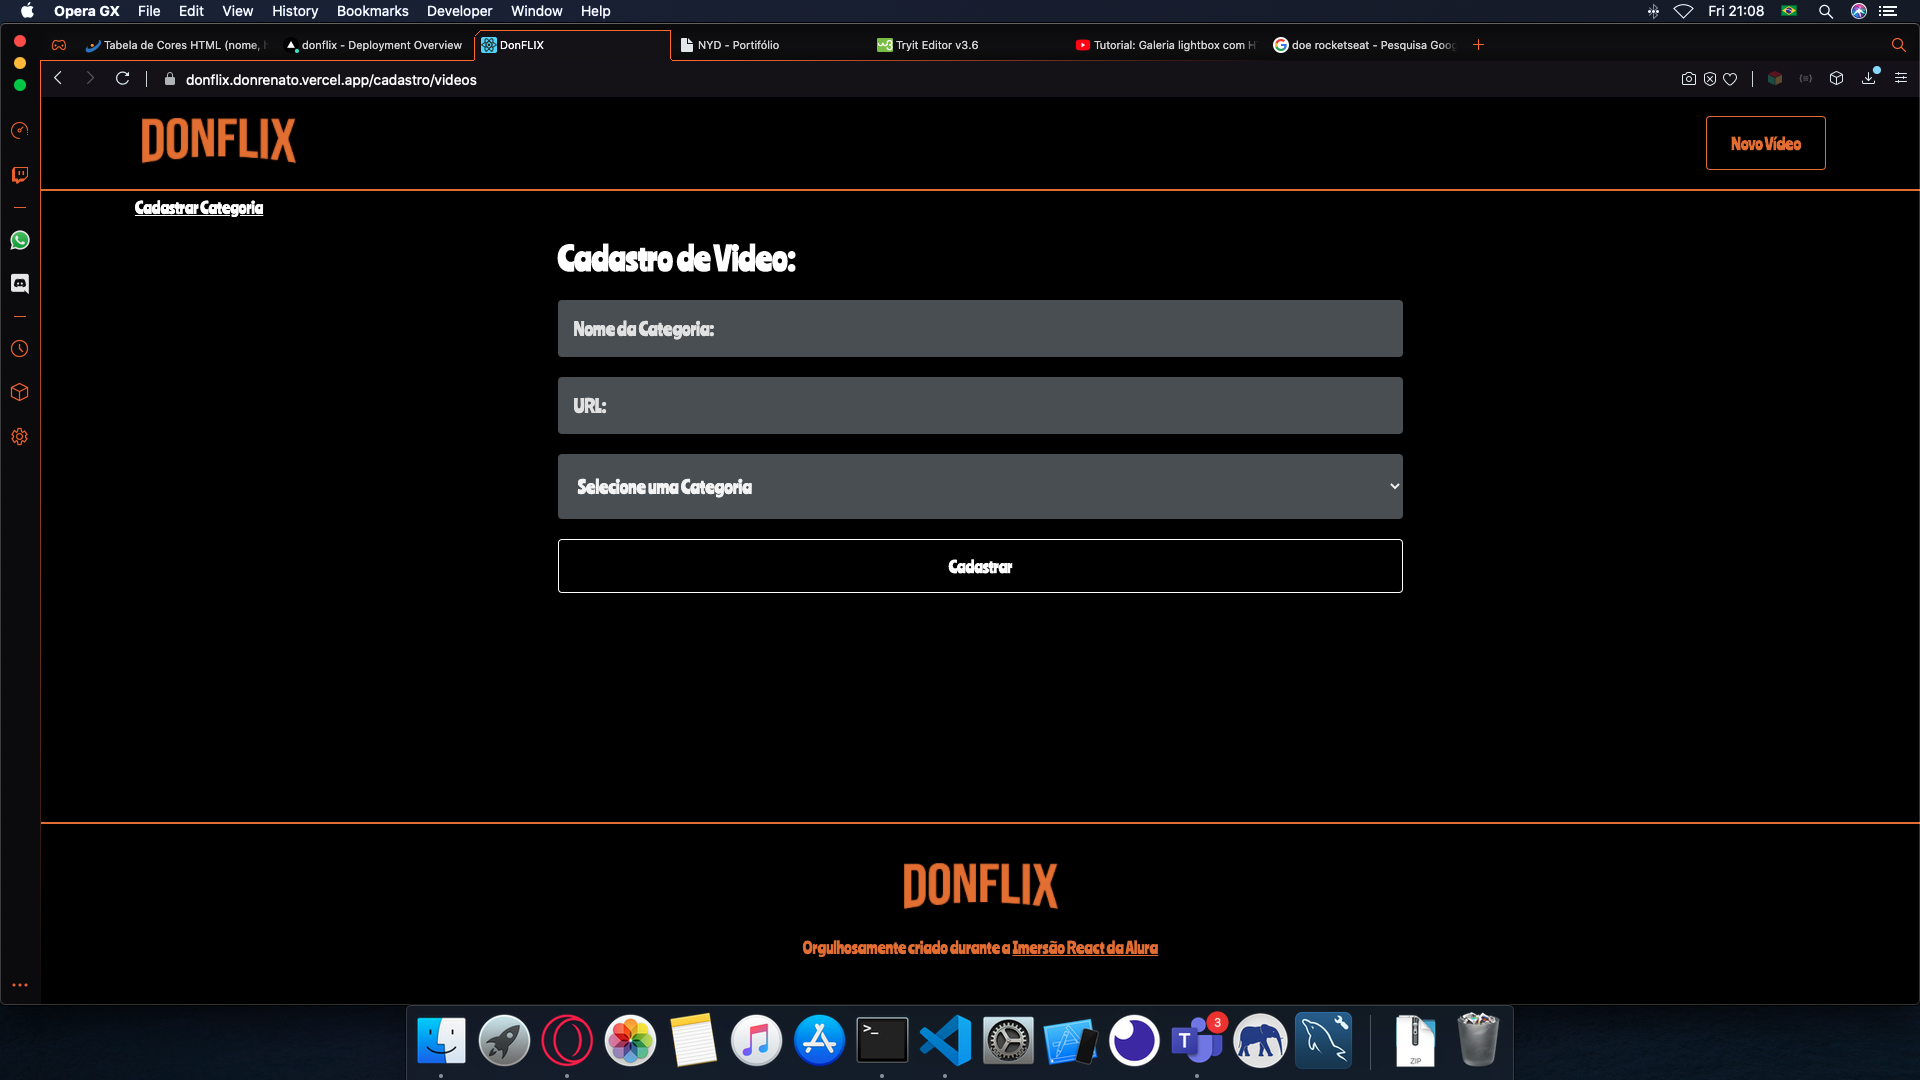 Opera GX File Edit View History Bookmarks Developer Window Help Fri 21:08
Tabela de Cores HTML (nome, donflix - Deployment Overview DonFLIX NYD - Portifólio Tryit Editor v3.6 Tutorial: Galeria lightbox com H doe rocketseat - Pesquisa Goog
donflix.donrenato.vercel.app/cadastro/videos
DONFLIX
Novo Vídeo
Cadastrar Categoria
Cadastro de Video:
Nome da Categoria:
URL:
Selecione uma Categoria
Cadastrar
DONFLIX
Orgulhosamente criado durante a Imersão React da Alura
3
T
ZIP